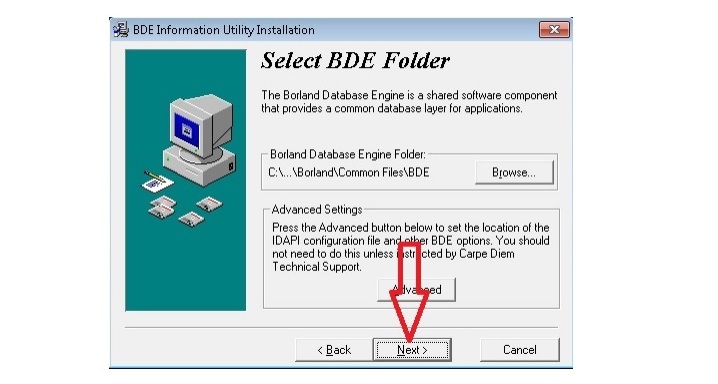 BDE Information Utility Installation
Select BDE Folder
The Borland Database Engine is a shared software component
that provides a common database layer for applications.
Borland Database Engine Folder:
C:\...\Borland\Common Files\BDE
Browse...
Advanced Settings
Press the Advanced button below to set the location of the
IDAPI configuration file and other BDE options. You should
not need to do this unless instructed by Carpe Diem
Technical Support.
Advanced
< Back
Next >
Cancel